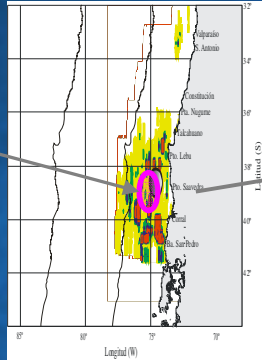 32'
Valparaíso
S. Antonio
34'
Constitución
36'
Pta. Nugurne
Talcahuano
38'
Pto. Lebu
Pto. Saavedra
Latitud (S)
40'
Corral
Ba. San Pedro
42'
85° 80° 75° 70°
Longitud (W)